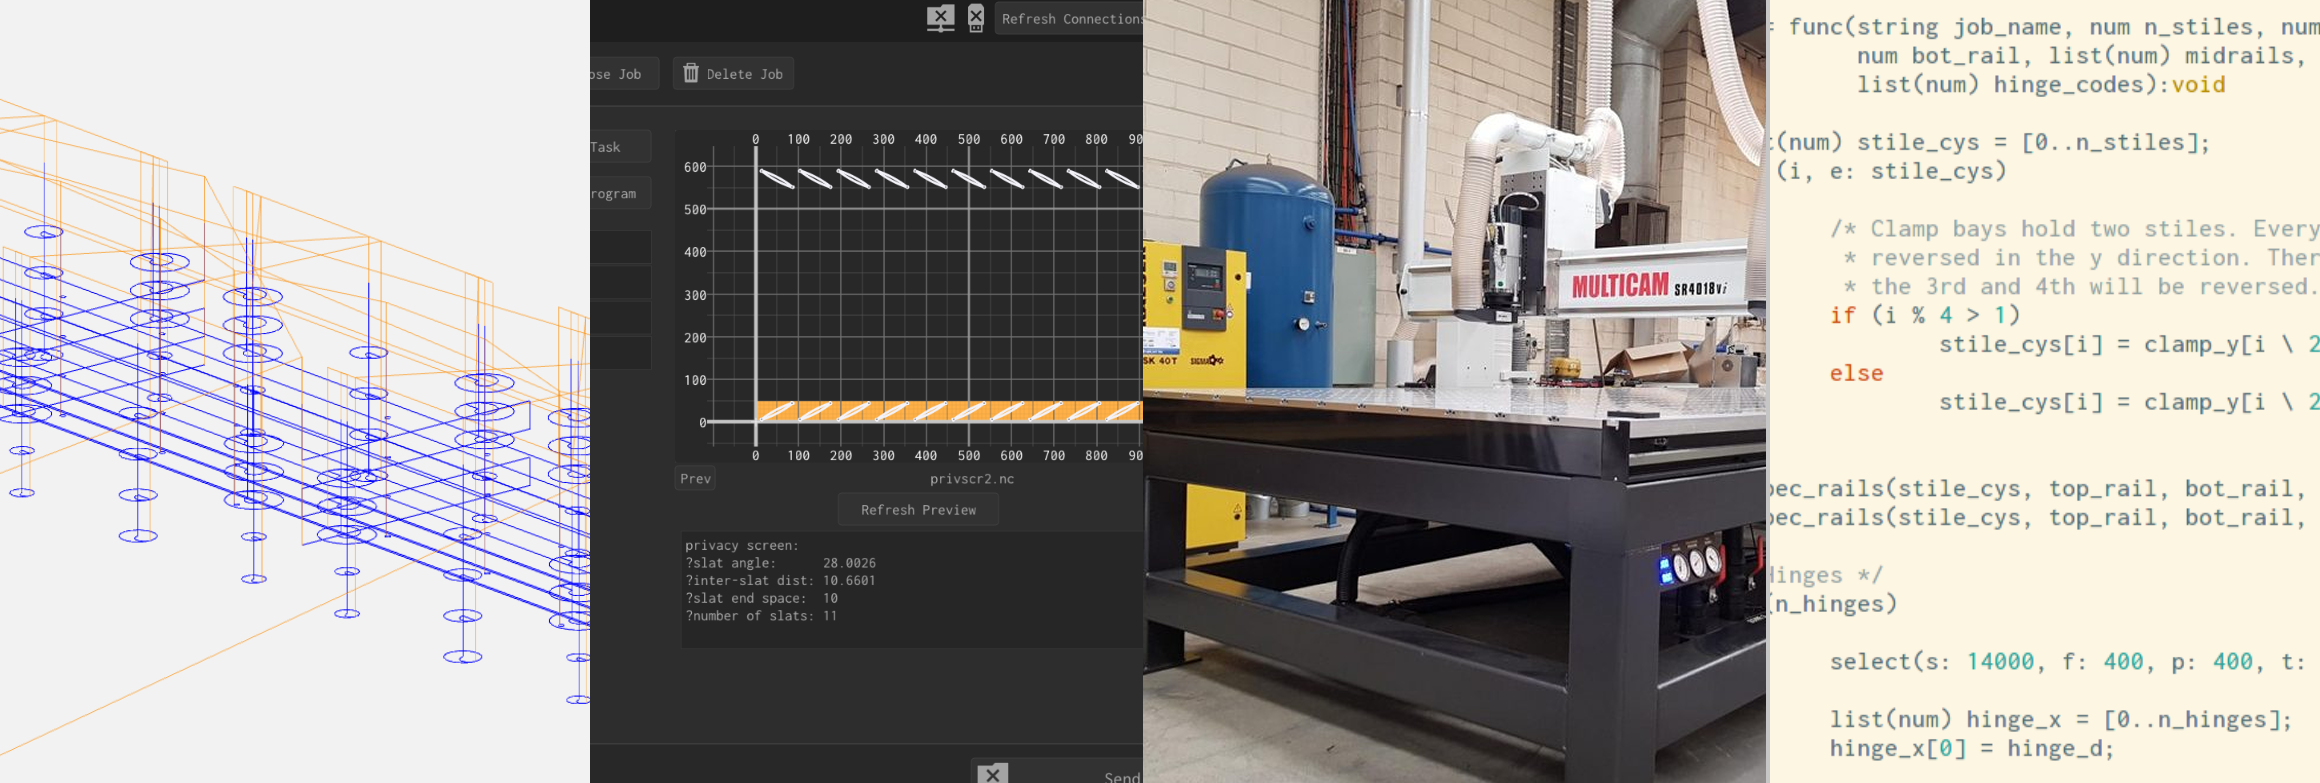 Refresh Connections
ose Job
Delete Job
Task
rogram
0 100 200 300 400 500 600 700 800 90
600
500
400
300
200
100
0
0 100 200 300 400 500 600 700 800 90
Prev
privscr2.nc
Refresh Preview
privacy screen:
?slat angle: 28.0026
?inter-slat dist: 10.6601
?slat end space: 10
?number of slats: 11
Send
SK 40T
SIGMA
MULTICAM SR4018vi
func(string job_name, num n_stiles, num
num bot_rail, list(num) midrails,
list(num) hinge_codes):void
t(num) stile_cys = [0..n_stiles];
(i, e: stile_cys)
/* Clamp bays hold two stiles. Every
* reversed in the y direction. Ther
* the 3rd and 4th will be reversed.
if (i % 4 > 1)
stile_cys[i] = clamp_y[i \ 2
else
stile_cys[i] = clamp_y[i \ 2
pec_rails(stile_cys, top_rail, bot_rail,
pec_rails(stile_cys, top_rail, bot_rail,
Hinges */
(n_hinges)
select(s: 14000, f: 400, p: 400, t:
list(num) hinge_x = [0..n_hinges];
hinge_x[0] = hinge_d;